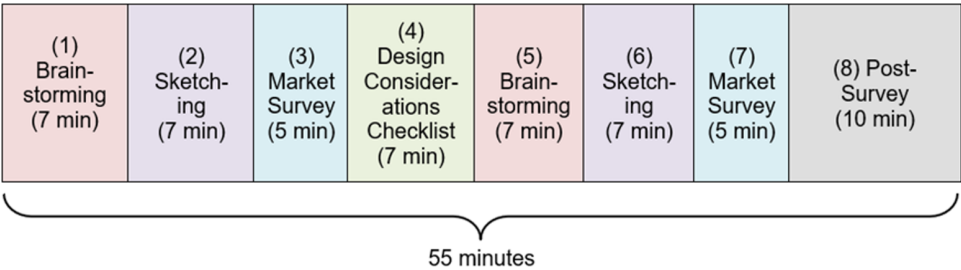 (1)
Brain-
storming
(7 min)
(2)
Sketch-
ing
(7 min)
(3)
Market
Survey
(5 min)
(4)
Design
Consider-
ations
Checklist
(7 min)
(5)
Brain-
storming
(7 min)
(6)
Sketch-
ing
(7 min)
(7)
Market
Survey
(5 min)
(8) Post-
Survey
(10 min)
55 minutes